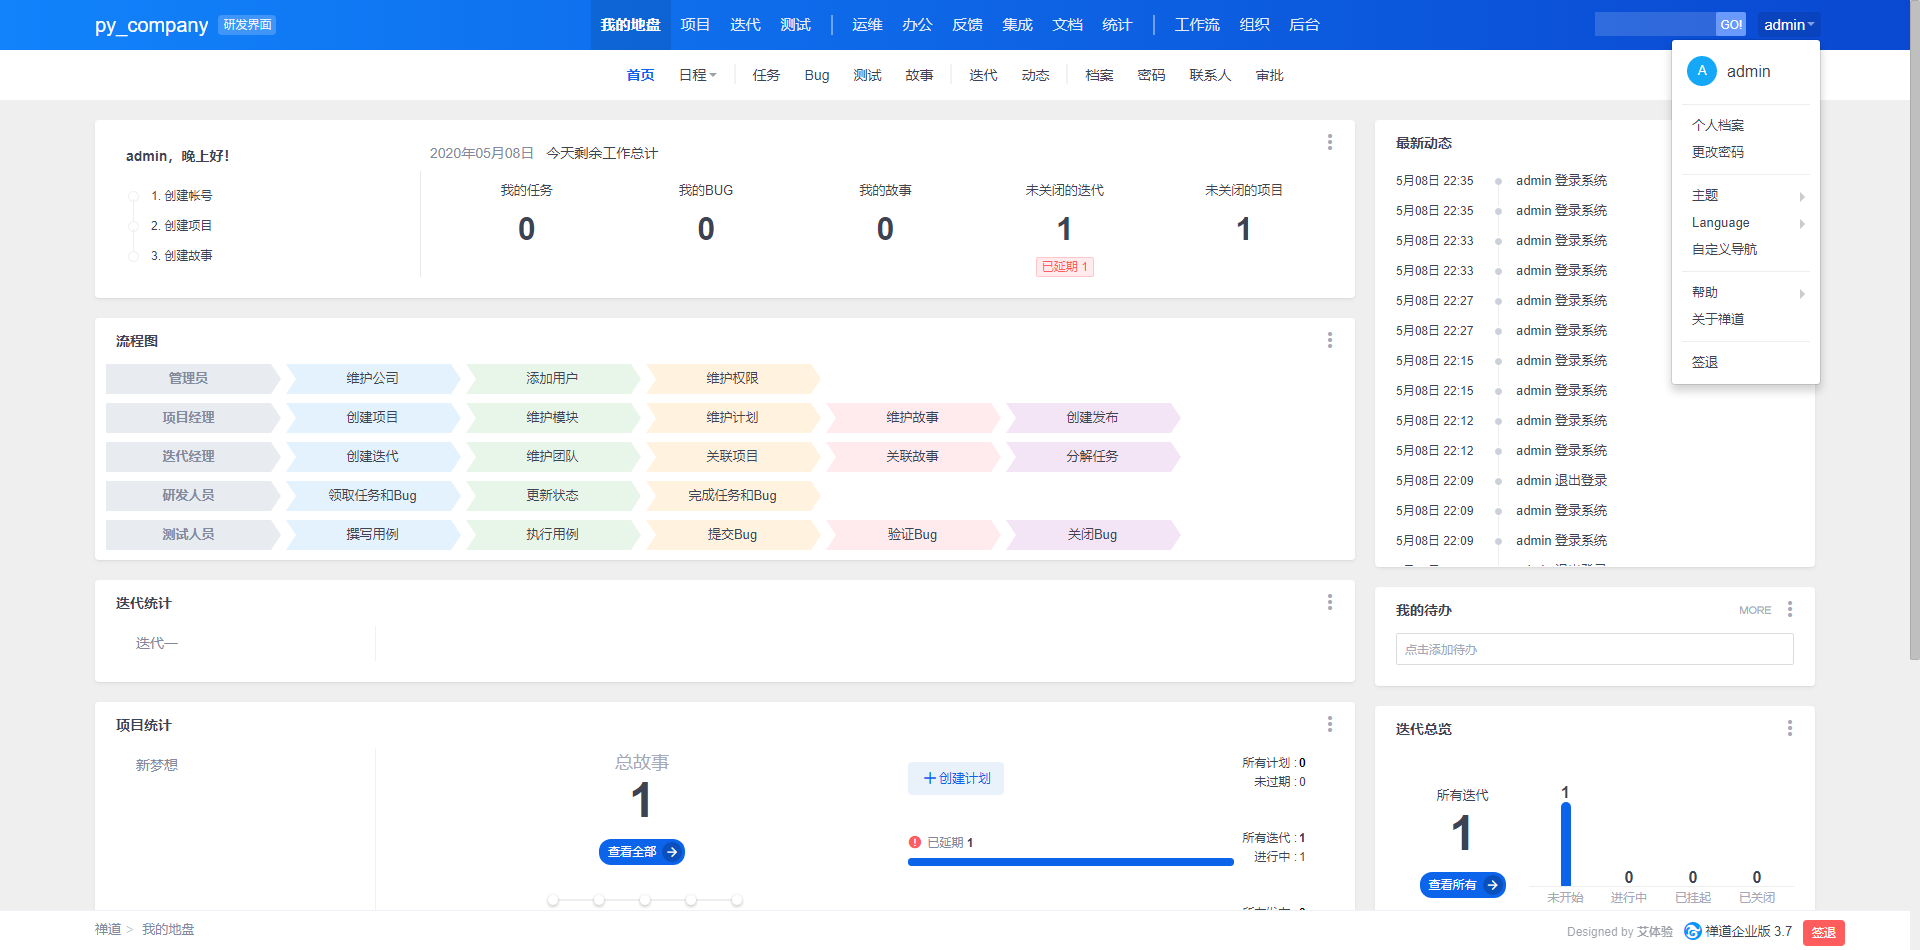 py_company 研发界面 我的地盘 项目 迭代 测试 运维 办公 反馈 集成 文档 统计 工作流 组织 后台 GO! admin
首页 日程 任务 Bug 测试 故事 迭代 动态 档案 密码 联系人 审批
A admin
个人档案
更改密码
主题
Language
自定义导航
帮助
关于禅道
签退
admin，晚上好！
1. 创建帐号
2. 创建项目
3. 创建故事
2020年05月08日 今天剩余工作总计
我的任务 我的BUG 我的故事 未关闭的迭代 未关闭的项目
0 0 0 1 1
已延期 1
最新动态
5月08日 22:35 admin 登录系统
5月08日 22:35 admin 登录系统
5月08日 22:33 admin 登录系统
5月08日 22:33 admin 登录系统
5月08日 22:27 admin 登录系统
5月08日 22:27 admin 登录系统
5月08日 22:15 admin 登录系统
5月08日 22:15 admin 登录系统
5月08日 22:12 admin 登录系统
5月08日 22:12 admin 登录系统
5月08日 22:09 admin 退出登录
5月08日 22:09 admin 登录系统
5月08日 22:09 admin 登录系统
流程图
管理员 维护公司 添加用户 维护权限
项目经理 创建项目 维护模块 维护计划 维护故事 创建发布
迭代经理 创建迭代 维护团队 关联项目 关联故事 分解任务
研发人员 领取任务和Bug 更新状态 完成任务和Bug
测试人员 撰写用例 执行用例 提交Bug 验证Bug 关闭Bug
迭代统计
迭代一
我的待办 MORE
点击添加待办
项目统计
新梦想
总故事
1
查看全部
创建计划
所有计划 : 0
未过期 : 0
已延期 1
所有迭代 : 1
进行中 : 1
迭代总览
所有迭代
1
查看所有
1 0 0 0
未开始 进行中 已挂起 已关闭
禅道 > 我的地盘 Designed by 艾体验 禅道企业版 3.7 签退